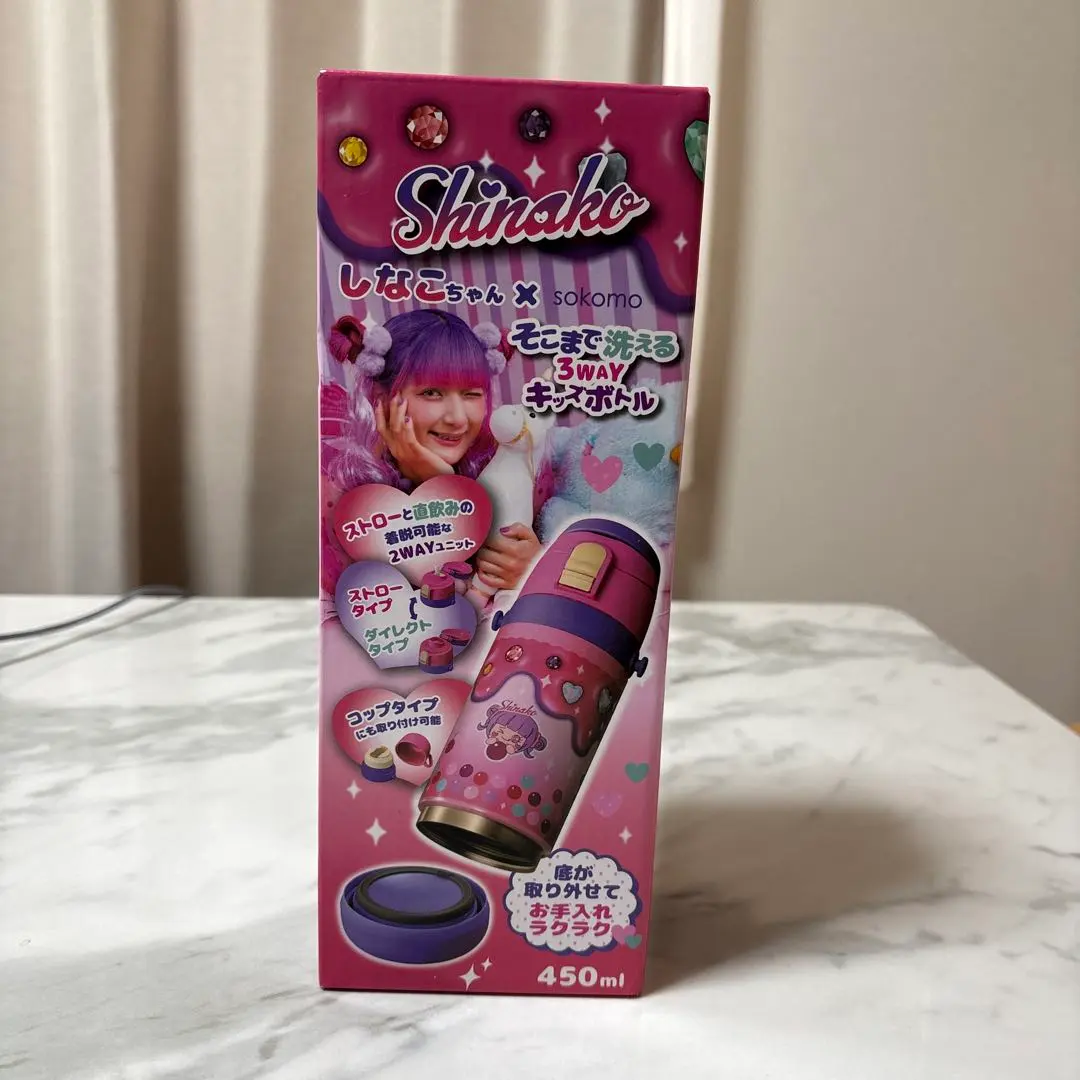 Shinako
しなこちゃん × sokomo
そこまで洗える
3WAY
キッズボトル
ストローと直飲みの
着脱可能な
2WAYユニット
ストロー
タイプ
ダイレクト
タイプ
コップタイプ
にも取り付け可能
Shinako
底が
取り外せて
お手入れ
ラクラク
450ml